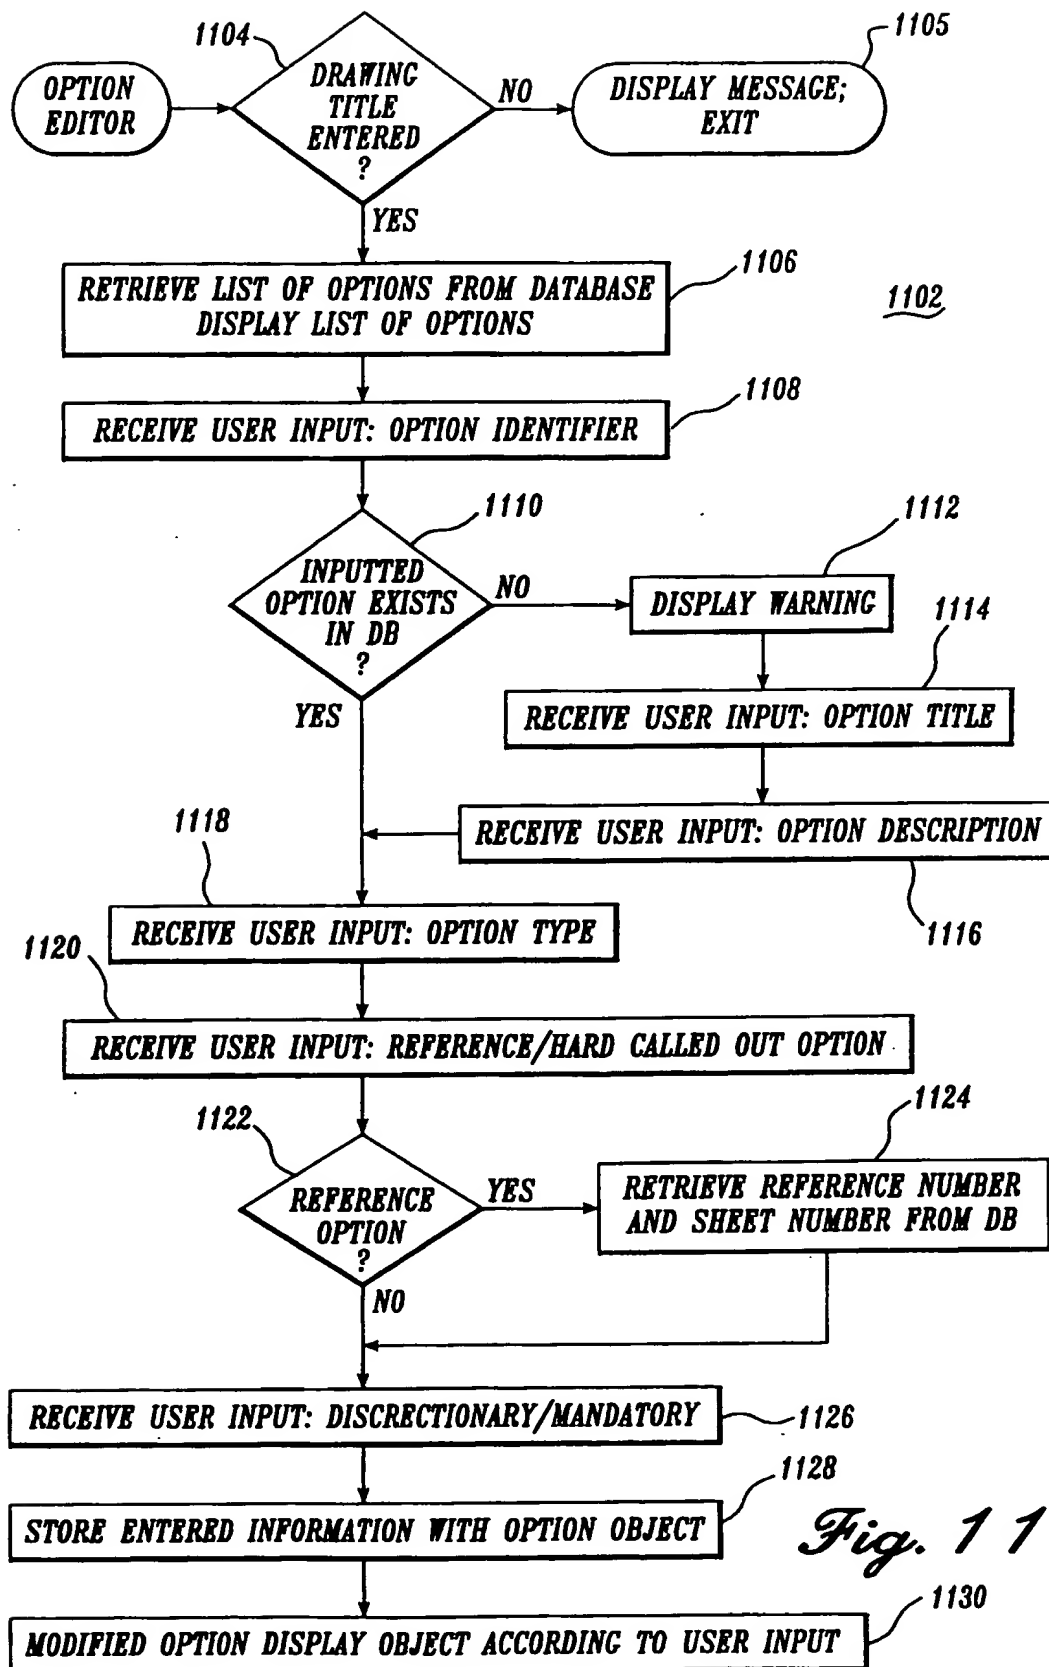 1104
1105
OPTION
EDITOR
DRAWING
TITLE
ENTERED
?
NO
DISPLAY MESSAGE;
EXIT
YES
1106
RETRIEVE LIST OF OPTIONS FROM DATABASE
DISPLAY LIST OF OPTIONS
1102
1108
RECEIVE USER INPUT: OPTION IDENTIFIER
1110
1112
INPUTTED
OPTION EXISTS
IN DB
?
NO
DISPLAY WARNING
1114
YES
RECEIVE USER INPUT: OPTION TITLE
1118
RECEIVE USER INPUT: OPTION DESCRIPTION
RECEIVE USER INPUT: OPTION TYPE
1116
1120
RECEIVE USER INPUT: REFERENCE/HARD CALLED OUT OPTION
1124
1122
REFERENCE
OPTION
?
YES
RETRIEVE REFERENCE NUMBER
AND SHEET NUMBER FROM DB
NO
RECEIVE USER INPUT: DISCRECTIONARY/MANDATORY
1126
1128
STORE ENTERED INFORMATION WITH OPTION OBJECT
Fig. 11
1130
MODIFIED OPTION DISPLAY OBJECT ACCORDING TO USER INPUT